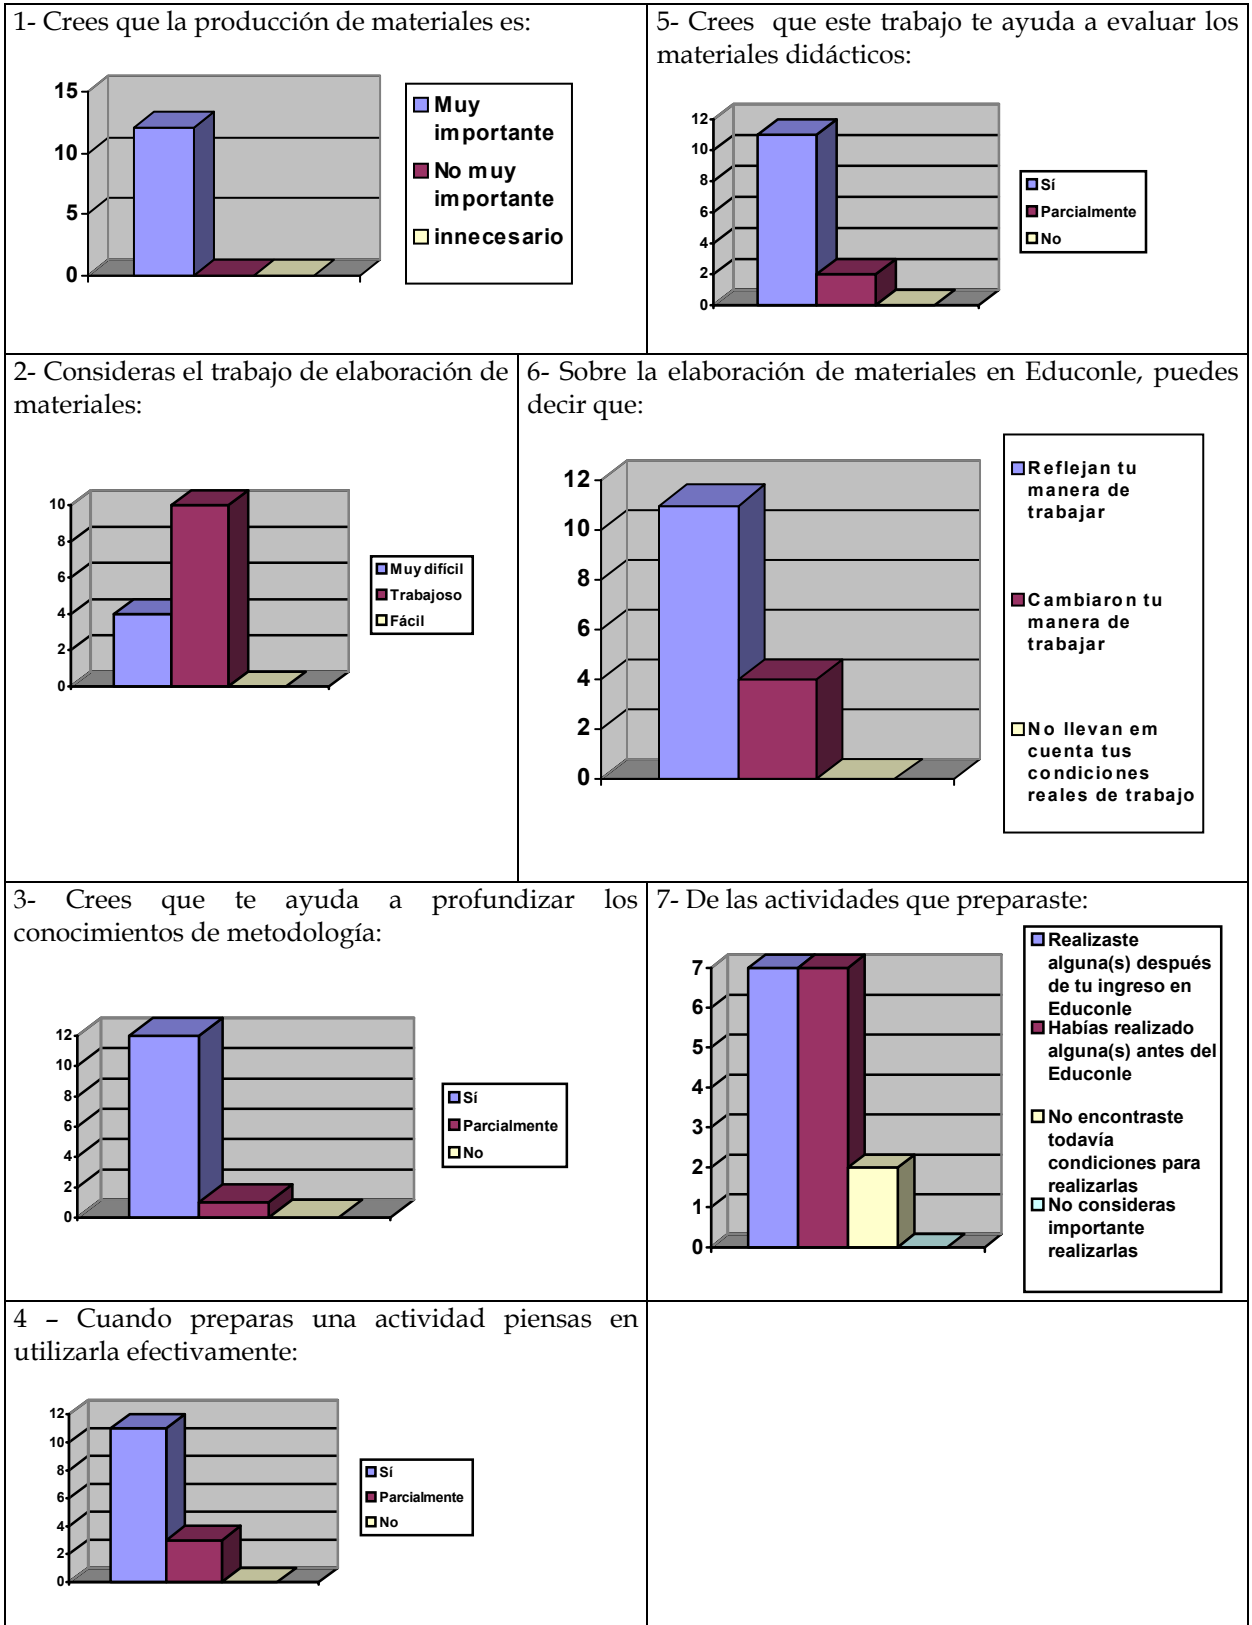 1- Crees que la producción de materiales es:
15
10
5
0
Muy
importante
No muy
importante
innecesario
5- Crees que este trabajo te ayuda a evaluar los
materiales didácticos:
12
10
8
6
4
2
0
Sí
Parcialmente
No
2- Consideras el trabajo de elaboración de
materiales:
10
8
6
4
2
0
Muy difícil
Trabajoso
Fácil
6- Sobre la elaboración de materiales en Educonle, puedes
decir que:
12
10
8
6
4
2
0
Reflejan tu
manera de
trabajar
Cambiaron tu
manera de
trabajar
No llevan em
cuenta tus
condiciones
reales de trabajo
3- Crees que te ayuda a profundizar los
conocimientos de metodología:
12
10
8
6
4
2
0
Sí
Parcialmente
No
7- De las actividades que preparaste:
7
6
5
4
3
2
1
0
Realizaste
alguna(s) después
de tu ingreso en
Educonle
Habías realizado
alguna(s) antes del
Educonle
No encontraste
todavía
condiciones para
realizarlas
No consideras
importante
realizarlas
4 – Cuando preparas una actividad piensas en
utilizarla efectivamente:
12
10
8
6
4
2
0
Sí
Parcialmente
No